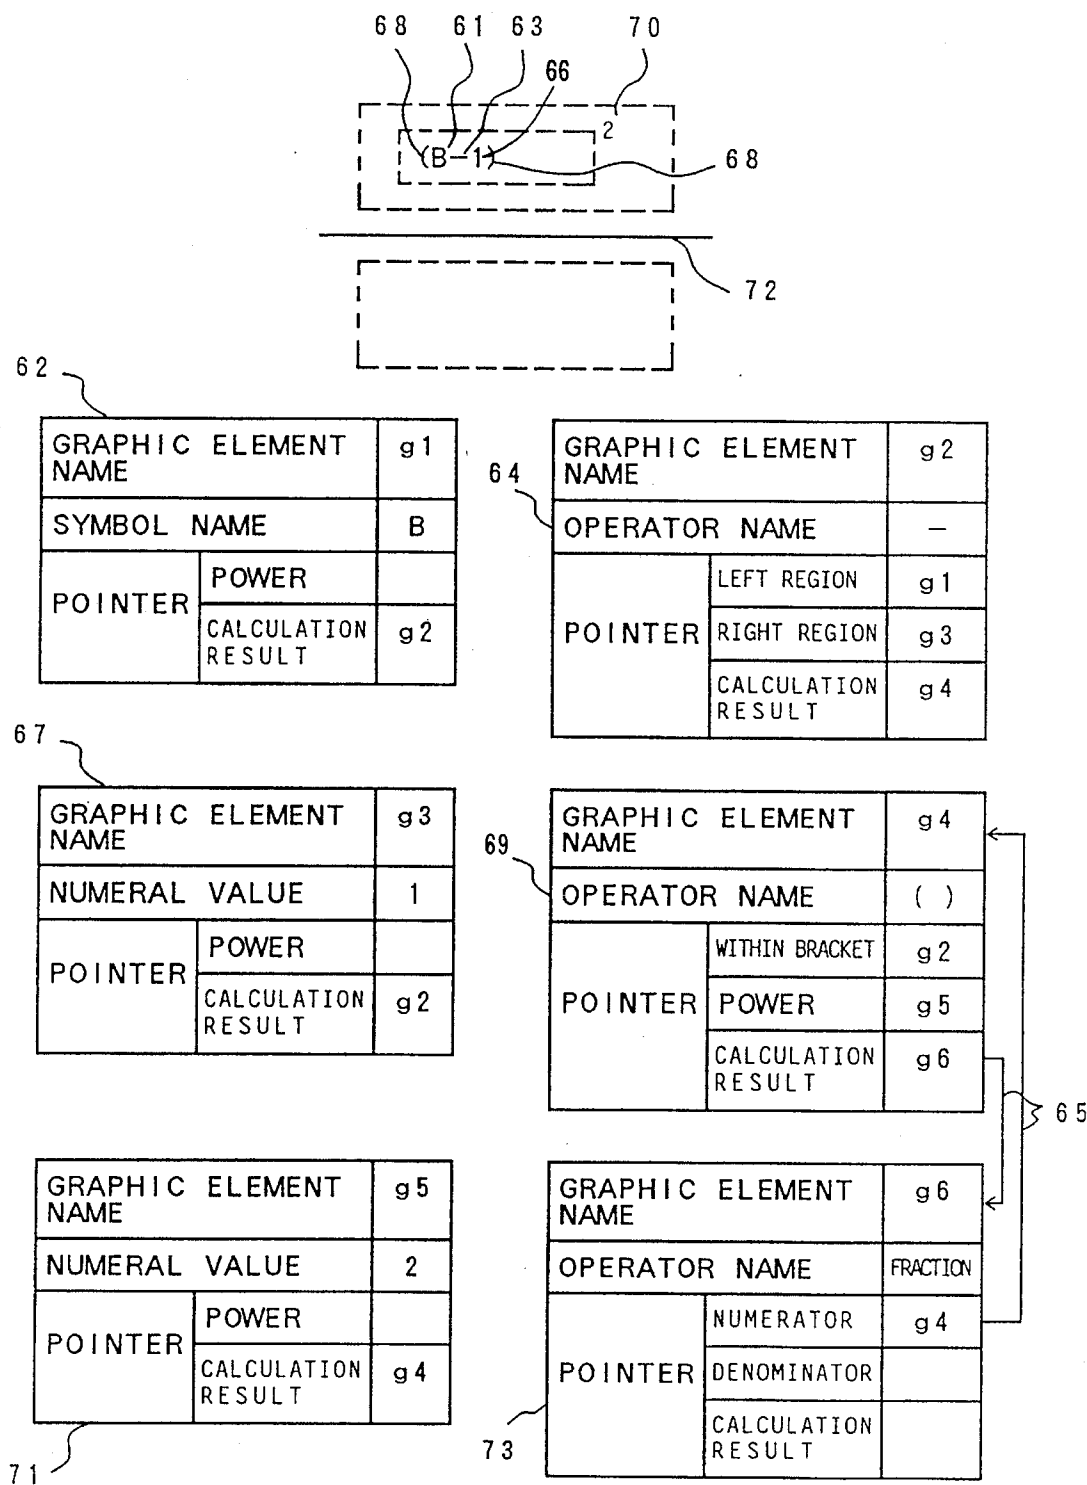 68 61 63 66 70
2
(B-1)
68
72
62
GRAPHIC ELEMENT NAME g1
SYMBOL NAME B
POINTER POWER
CALCULATION RESULT g2
64
GRAPHIC ELEMENT NAME g2
OPERATOR NAME —
POINTER LEFT REGION g1
RIGHT REGION g3
CALCULATION RESULT g4
67
GRAPHIC ELEMENT NAME g3
NUMERAL VALUE 1
POINTER POWER
CALCULATION RESULT g2
69
GRAPHIC ELEMENT NAME g4
OPERATOR NAME ( )
POINTER WITHIN BRACKET g2
POWER g5
CALCULATION RESULT g6
65
GRAPHIC ELEMENT NAME g5
NUMERAL VALUE 2
POINTER POWER
CALCULATION RESULT g4
71
GRAPHIC ELEMENT NAME g6
OPERATOR NAME FRACTION
POINTER NUMERATOR g4
DENOMINATOR
CALCULATION RESULT
73